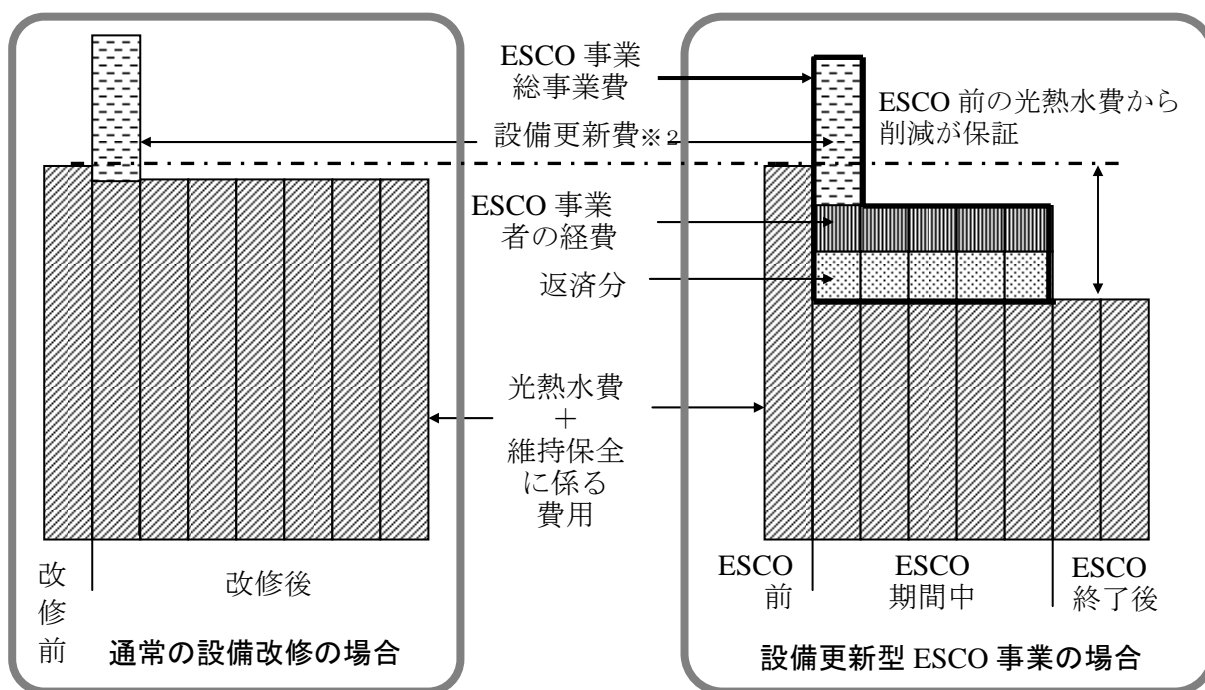 ESCO 事業
総事業費
ESCO 前の光熱水費から
削減が保証
設備更新費※2
ESCO 事業
者の経費
返済分
光熱水費
+
維持保全
に係る
費用
改
修
前
改修後
通常の設備改修の場合
ESCO
前
ESCO
期間中
ESCO
終了後
設備更新型 ESCO 事業の場合